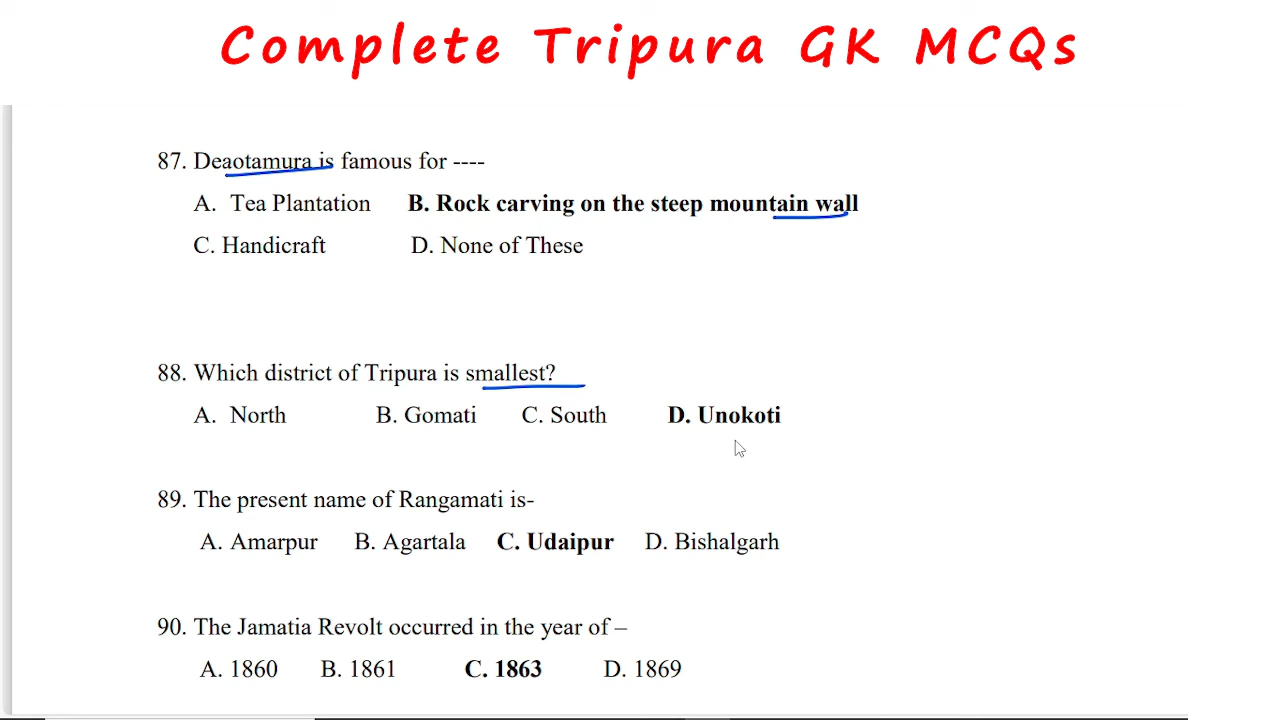 Complete Tripura GK MCQs
87. Deaotamura is famous for ----
A. Tea Plantation B. Rock carving on the steep mountain wall
C. Handicraft D. None of These
88. Which district of Tripura is smallest?
A. North B. Gomati C. South D. Unokoti
89. The present name of Rangamati is-
A. Amarpur B. Agartala C. Udaipur D. Bishalgarh
90. The Jamatia Revolt occurred in the year of –
A. 1860 B. 1861 C. 1863 D. 1869